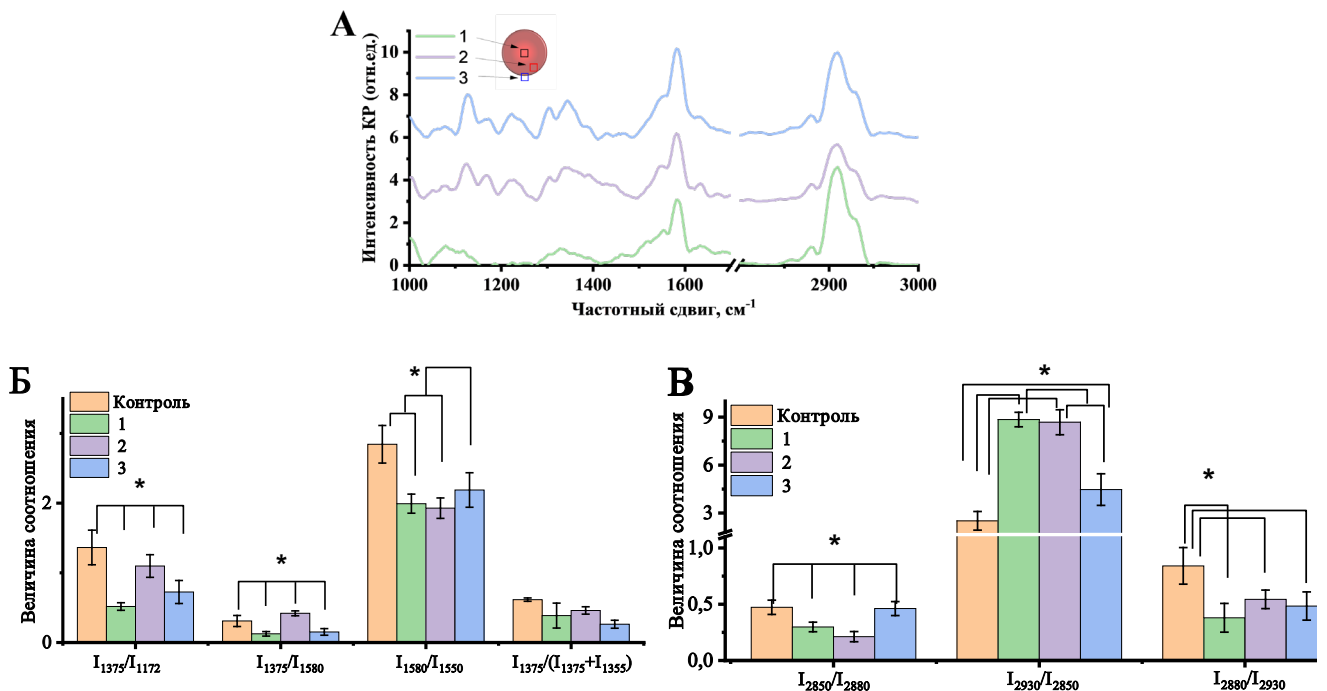 А
1
2
3
10
8
6
4
2
0
Интенсивность КР (отн.ед.)
1000 1200 1400 1600 2900 3000
Частотный сдвиг, см-1
Б
Контроль
1
2
3
*
*
*
2
0
Величина соотношения
I1375/I1172 I1375/I1580 I1580/I1550 I1375/(I1375+I1355)
В
Контроль
1
2
3
*
*
*
9
6
3
1,0
0,5
0,0
Величина соотношения
I2850/I2880 I2930/I2850 I2880/I2930